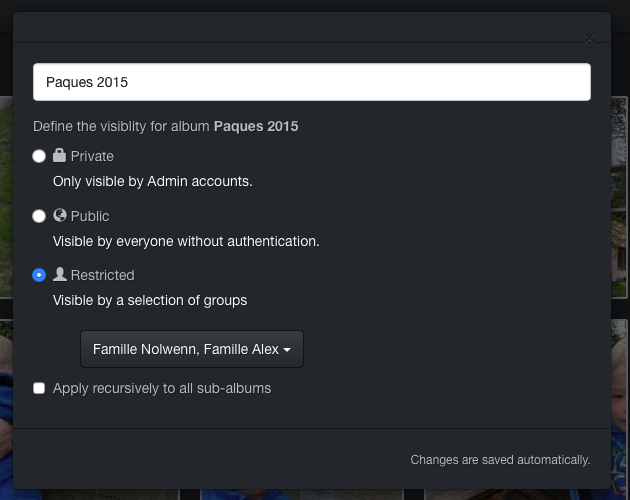 ×
Paques 2015
Define the visiblity for album Paques 2015
Private
Only visible by Admin accounts.
Public
Visible by everyone without authentication.
Restricted
Visible by a selection of groups
Famille Nolwenn, Famille Alex
Apply recursively to all sub-albums
Changes are saved automatically.